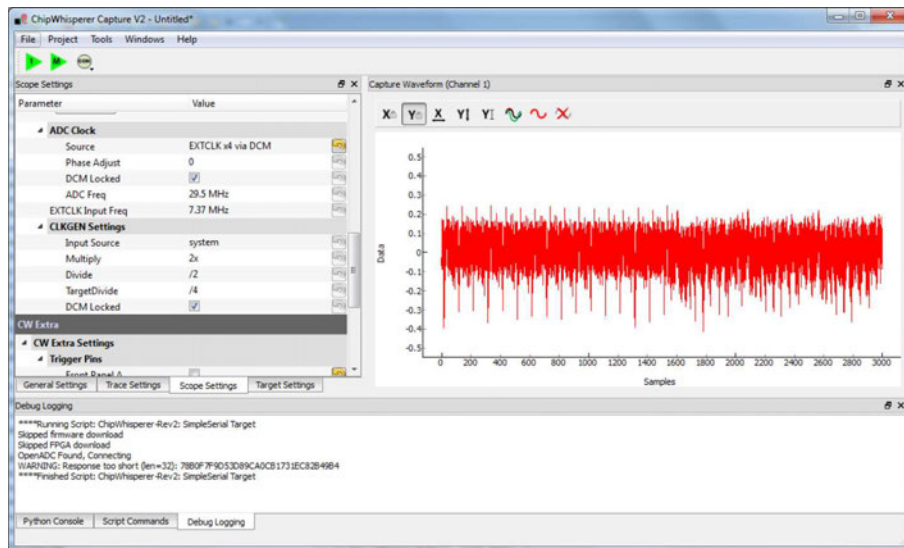 ChipWhisperer Capture V2 - Untitled*
File Project Tools Windows Help
Scope Settings
Parameter Value
ADC Clock
Source EXTCLK x4 via DCM
Phase Adjust 0
DCM Locked
ADC Freq 29.5 MHz
EXTCLK Input Freq 7.37 MHz
CLKGEN Settings
Input Source system
Multiply 2x
Divide /2
TargetDivide /4
DCM Locked
CW Extra
CW Extra Settings
Trigger Pins
Front Panel A
General Settings Trace Settings Scope Settings Target Settings
Capture Waveform (Channel 1)
X Y X Y Y
0.5
0.4
0.3
0.2
0.1
0
-0.1
-0.2
-0.3
-0.4
-0.5
Data
0 200 400 600 800 1000 1200 1400 1600 1800 2000 2200 2400 2600 2800 3000
Samples
Debug Logging
****Running Script: ChipWhisperer-Rev2: SimpleSerial Target
Skipped firmware download
Skipped FPGA download
OpenADC Found, Connecting
WARNING: Response too short (len=32): 78B0F7F9D53D89CA0CB1731EC82B49B4
****Finished Script: ChipWhisperer-Rev2: SimpleSerial Target
Python Console Script Commands Debug Logging